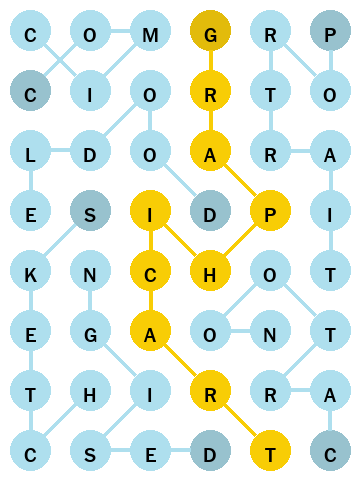 C O M G R P
C I O R T O
L D O A R A
E S I D P I
K N C H O T
E G A O N T
T H I R R A
C S E D T C